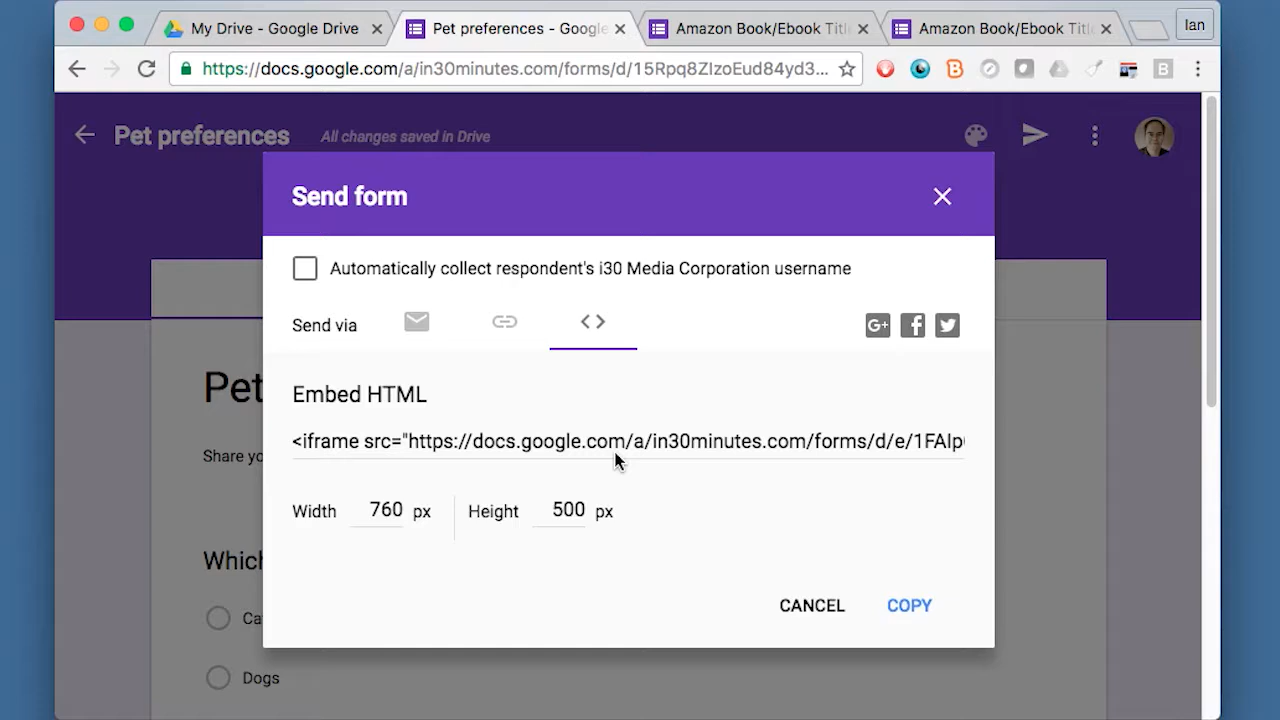 My Drive - Google Drive
Pet preferences - Google
Amazon Book/Ebook Title
Amazon Book/Ebook Title
Ian
https://docs.google.com/a/in30minutes.com/forms/d/15Rpq8ZIzoEud84yd3...
Pet preferences
All changes saved in Drive
Send form
Automatically collect respondent's i30 Media Corporation username
Send via
G+
Embed HTML
<iframe src="https://docs.google.com/a/in30minutes.com/forms/d/e/1FAIp
Pet
Share yo
Width 760 px Height 500 px
Which
CANCEL COPY
Ca
Dogs